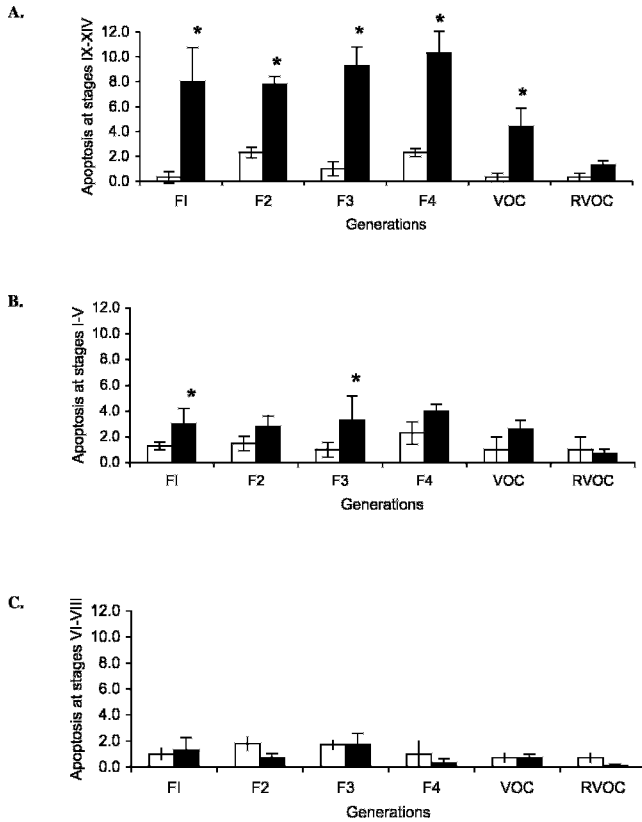 A.
Apoptosis at stages IX-XIV
12.0
10.0
8.0
6.0
4.0
2.0
0.0
* * * * *
FI F2 F3 F4 VOC RVOC
Generations
B.
Apoptosis at stages I-V
12.0
10.0
8.0
6.0
4.0
2.0
0.0
* *
FI F2 F3 F4 VOC RVOC
Generations
C.
Apoptosis at stages VI-VIII
12.0
10.0
8.0
6.0
4.0
2.0
0.0
FI F2 F3 F4 VOC RVOC
Generations